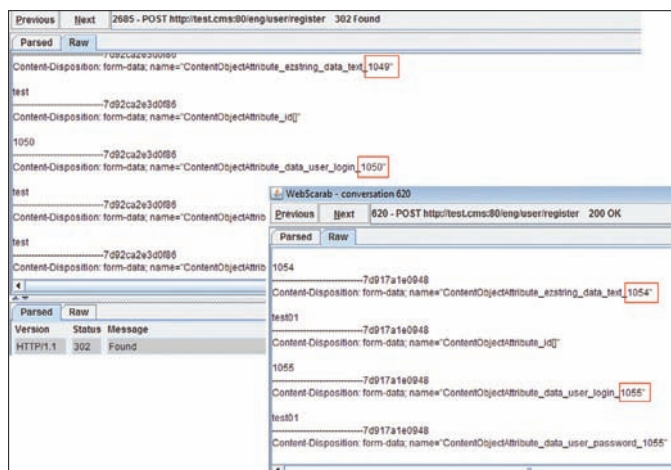 Previous Next 2685 - POST http://test.cms:80/eng/user/register 302 Found
Parsed Raw
-----------------------------7d92ca2e3d0f86
Content-Disposition: form-data; name="ContentObjectAttribute_ezstring_data_text_1049"
test
-----------------------------7d92ca2e3d0f86
Content-Disposition: form-data; name="ContentObjectAttribute_id[]"
1050
-----------------------------7d92ca2e3d0f86
Content-Disposition: form-data; name="ContentObjectAttribute_data_user_login_1050"
test
-----------------------------7d92ca2e3d0f86
Content-Disposition: form-data; name="ContentObjectAttrib
test
-----------------------------7d92ca2e3d0f86
Content-Disposition: form-data; name="ContentObjectAttrib
Parsed Raw
Version Status Message
HTTP/1.1 302 Found
WebScarab - conversation 620
Previous Next 620 - POST http://test.cms:80/eng/user/register 200 OK
Parsed Raw
1054
-----------------------------7d917a1e0948
Content-Disposition: form-data; name="ContentObjectAttribute_ezstring_data_text_1054"
test01
-----------------------------7d917a1e0948
Content-Disposition: form-data; name="ContentObjectAttribute_id[]"
1055
-----------------------------7d917a1e0948
Content-Disposition: form-data; name="ContentObjectAttribute_data_user_login_1055"
test01
-----------------------------7d917a1e0948
Content-Disposition: form-data; name="ContentObjectAttribute_data_user_password_1055"